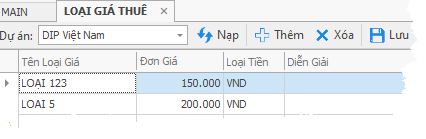 MAIN LOẠI GIÁ THUÊ
Dự án: DIP Việt Nam Nạp Thêm Xóa Lưu
Tên Loại Giá Đơn Giá Loại Tiền Diễn Giải
LOẠI 123 150.000 VND
LOAI 5 200.000 VND